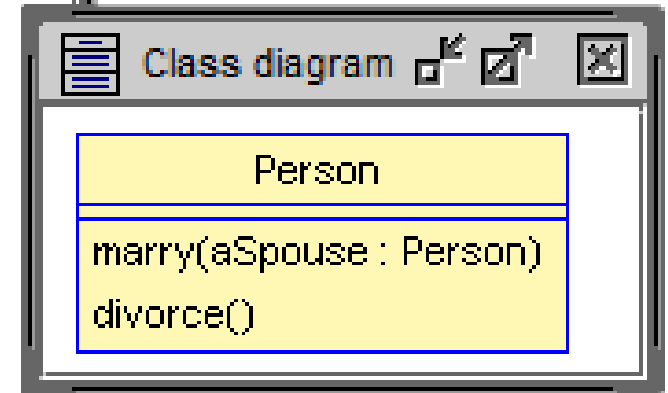 Class diagram
Person
marry(aSpouse : Person)
divorce()